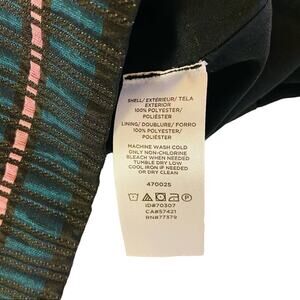 SHELL/ EXTÉRIEUR/ TELA
EXTERIOR
100% POLYESTER/
POLIÉSTER
LINING/ DOUBLURE/ FORRO
100% POLYESTER/
POLIÉSTER
MACHINE WASH COLD
ONLY NON-CHLORINE
BLEACH WHEN NEEDED
TUMBLE DRY LOW
COOL IRON IF NEEDED
OR DRY CLEAN
470025
ID#70307
CA#57421
RN#77379